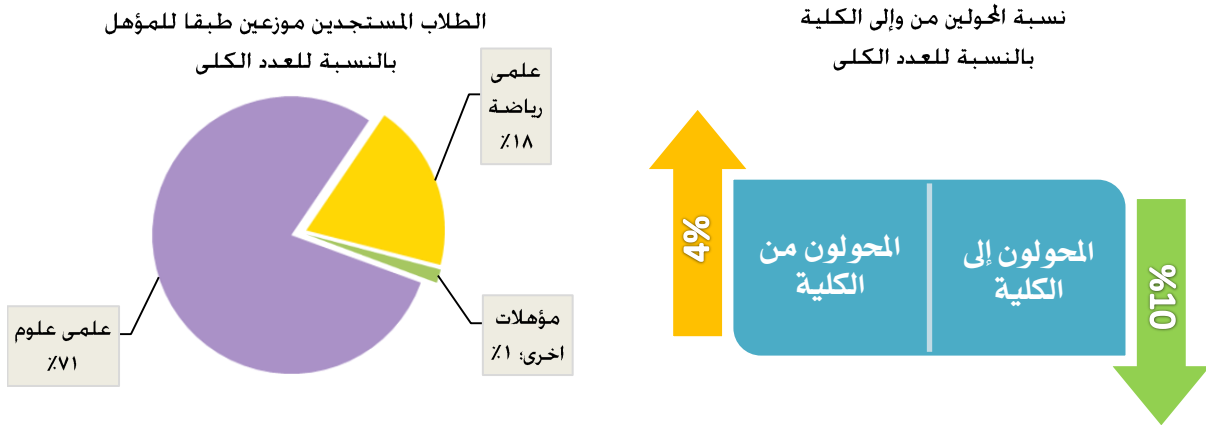 نسبة المحولين من وإلى الكلية
بالنسبة للعدد الكلى
المحولون إلى
الكلية
%10
المحولون من
الكلية
4%
الطلاب المستجدين موزعين طبقا للمؤهل
بالنسبة للعدد الكلى
علمى
رياضة
١٨٪
مؤهلات
اخرى؛ ١٪
علمى علوم
٧١٪